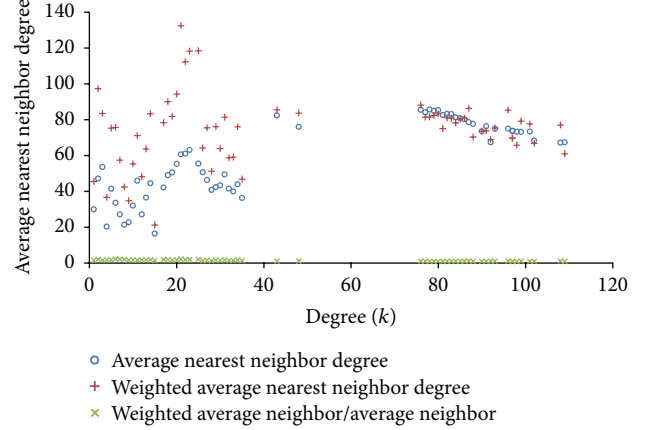 Average nearest neighbor degree
140
120
100
80
60
40
20
0
0 20 40 60 80 100 120
Degree (k)
Average nearest neighbor degree
Weighted average nearest neighbor degree
Weighted average neighbor/average neighbor